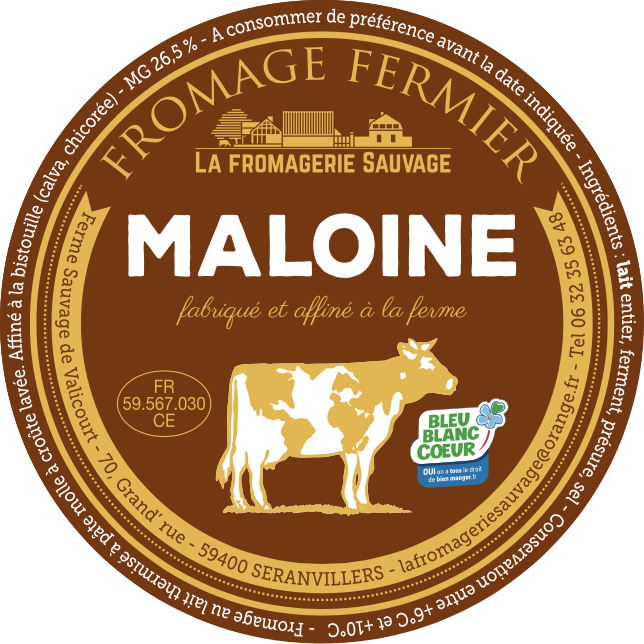 FROMAGE FERMIER
LA FROMAGERIE SAUVAGE
MALOINE
fabriqué et affiné à la ferme
FR
59.567.030
CE
BLEU
BLANC
COEUR
OUI on a tous le droit
de bien manger.fr
Ferme Sauvage de Valicourt - 70, Grand' rue - 59400 SERANVILLERS - lafromageriesauvage@orange.fr - Tel 06 32 35 63 48
- Fromage au lait thermisé à pâte molle a croute lavée. Affiné à la bistouille (calva, chicorée) - MG 26,5 % - A consommer de préférence avant la date indiquée - Ingrédients : lait entier, ferment, présure, sel - Conservation entre +6°C et +10°C